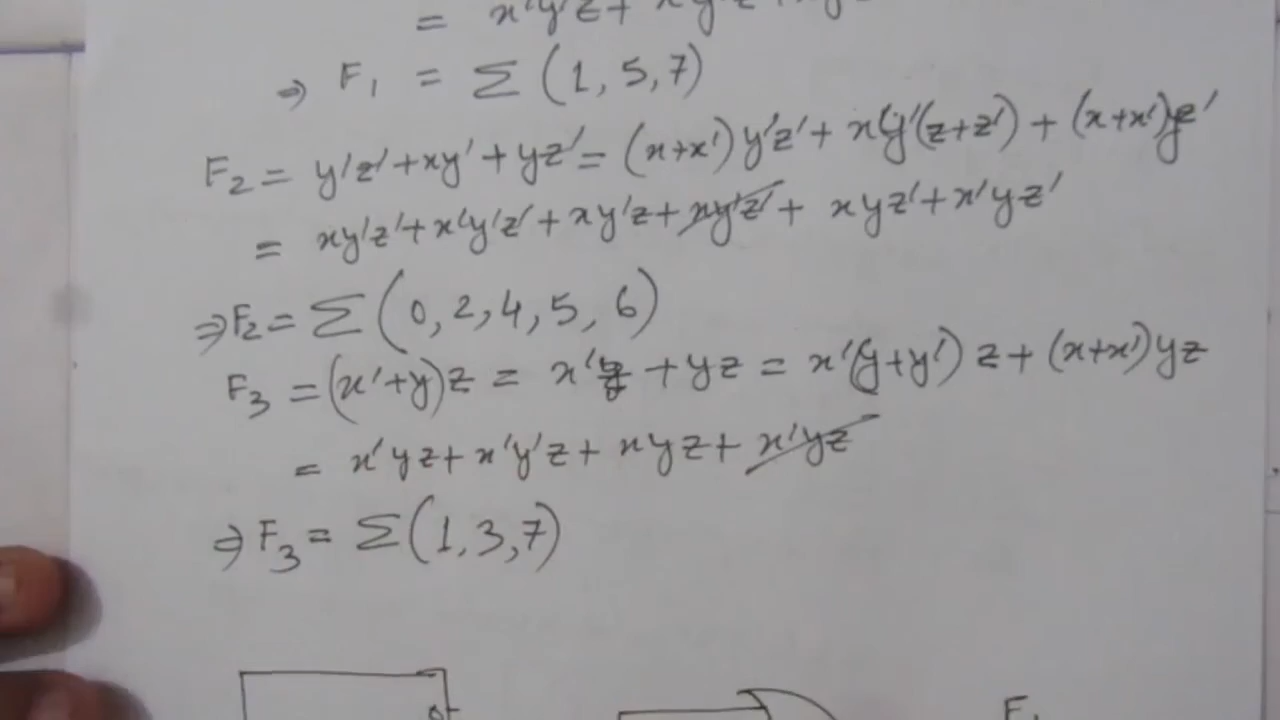 = x'y'z +
⇒ F₁ = Σ (1, 5, 7)
F₂ = y'z' + xy' + yz' = (x+x')y'z' + x(y'(z+z') + (x+x')yz'
= xy'z' + x'y'z' + xy'z + xy'z' + xyz' + x'yz'
⇒ F₂ = Σ (0, 2, 4, 5, 6)
F₃ = (x'+y)z = x'z + yz = x'(y+y')z + (x+x')yz
= x'yz + x'y'z + xyz + x'yz
⇒ F₃ = Σ (1, 3, 7)